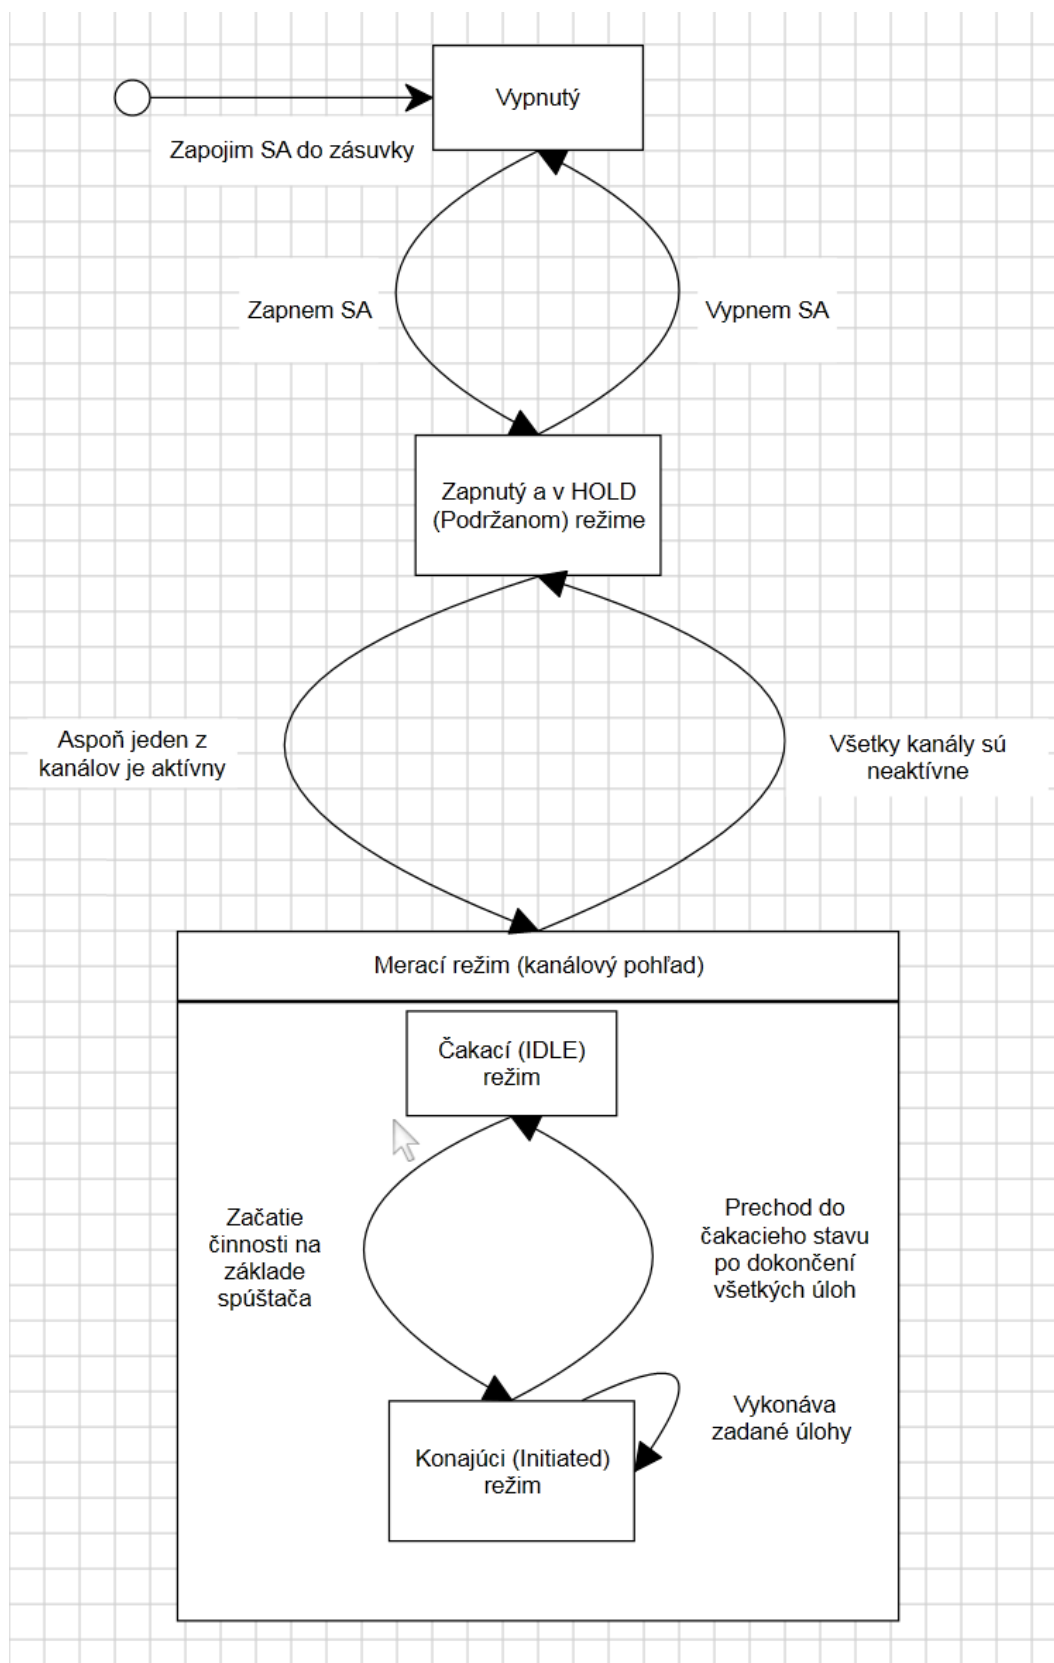 Vypnutý
Zapojim SA do zásuvky
Zapnem SA
Vypnem SA
Zapnutý a v HOLD
(Podržanom) režime
Aspoň jeden z
kanálov je aktívny
Všetky kanály sú
neaktívne
Merací režim (kanálový pohľad)
Čakací (IDLE)
režim
Začatie
činnosti na
základe
spúštača
Prechod do
čakacieho stavu
po dokončení
všetkých úloh
Vykonáva
zadané úlohy
Konajúci (Initiated)
režim